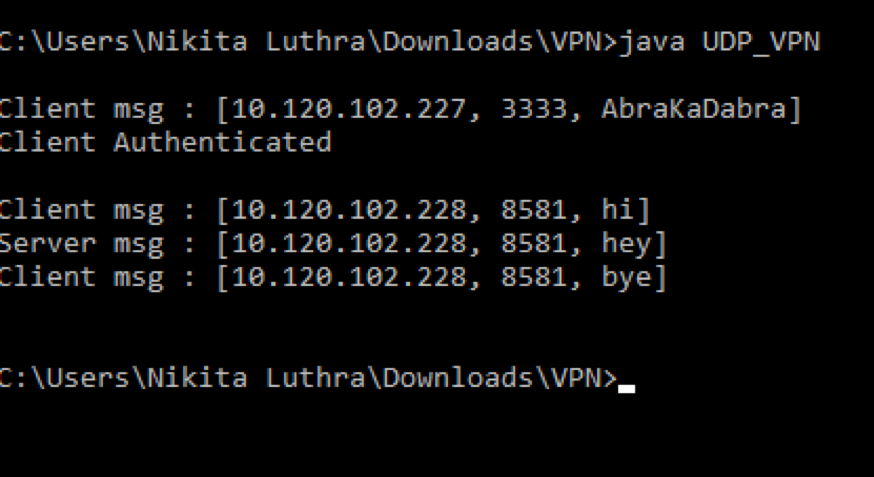 C:\Users\Nikita Luthra\Downloads\VPN>java UDP_VPN
Client msg : [10.120.102.227, 3333, AbraKaDabra]
Client Authenticated
Client msg : [10.120.102.228, 8581, hi]
Server msg : [10.120.102.228, 8581, hey]
Client msg : [10.120.102.228, 8581, bye]
C:\Users\Nikita Luthra\Downloads\VPN>